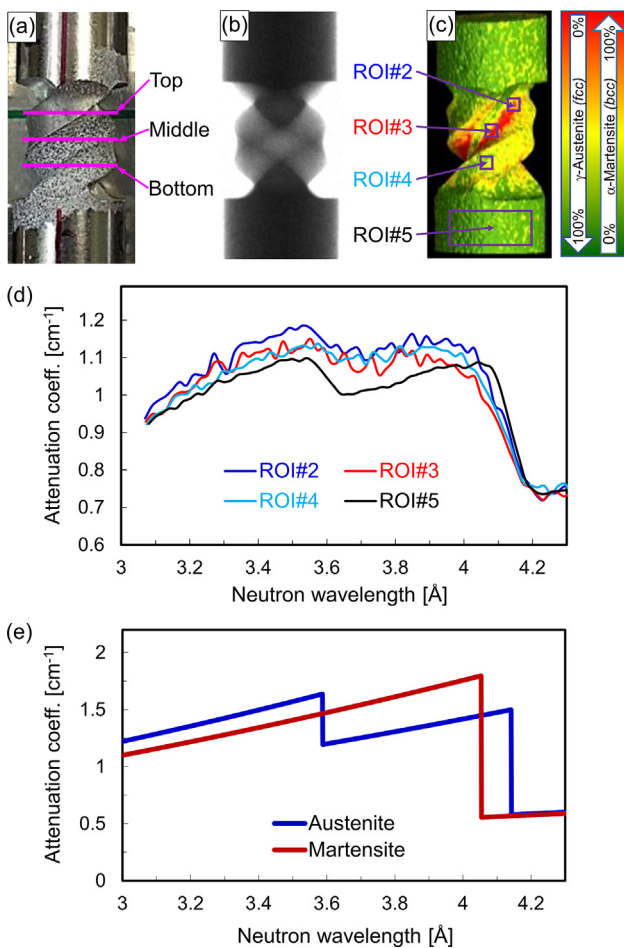 (a)
Top
Middle
Bottom
(b)
(c)
ROI#2
ROI#3
ROI#4
ROI#5
0%
100%
γ-Austenite (fcc)
α-Martensite (bcc)
100%
0%
(d)
Attenuation coeff. [cm-1]
1.2
1.1
1
0.9
0.8
0.7
0.6
ROI#2
ROI#3
ROI#4
ROI#5
3
3.2
3.4
3.6
3.8
4
4.2
Neutron wavelength [Å]
(e)
Attenuation coeff. [cm-1]
2
1.5
1
0.5
0
Austenite
Martensite
3
3.2
3.4
3.6
3.8
4
4.2
Neutron wavelength [Å]